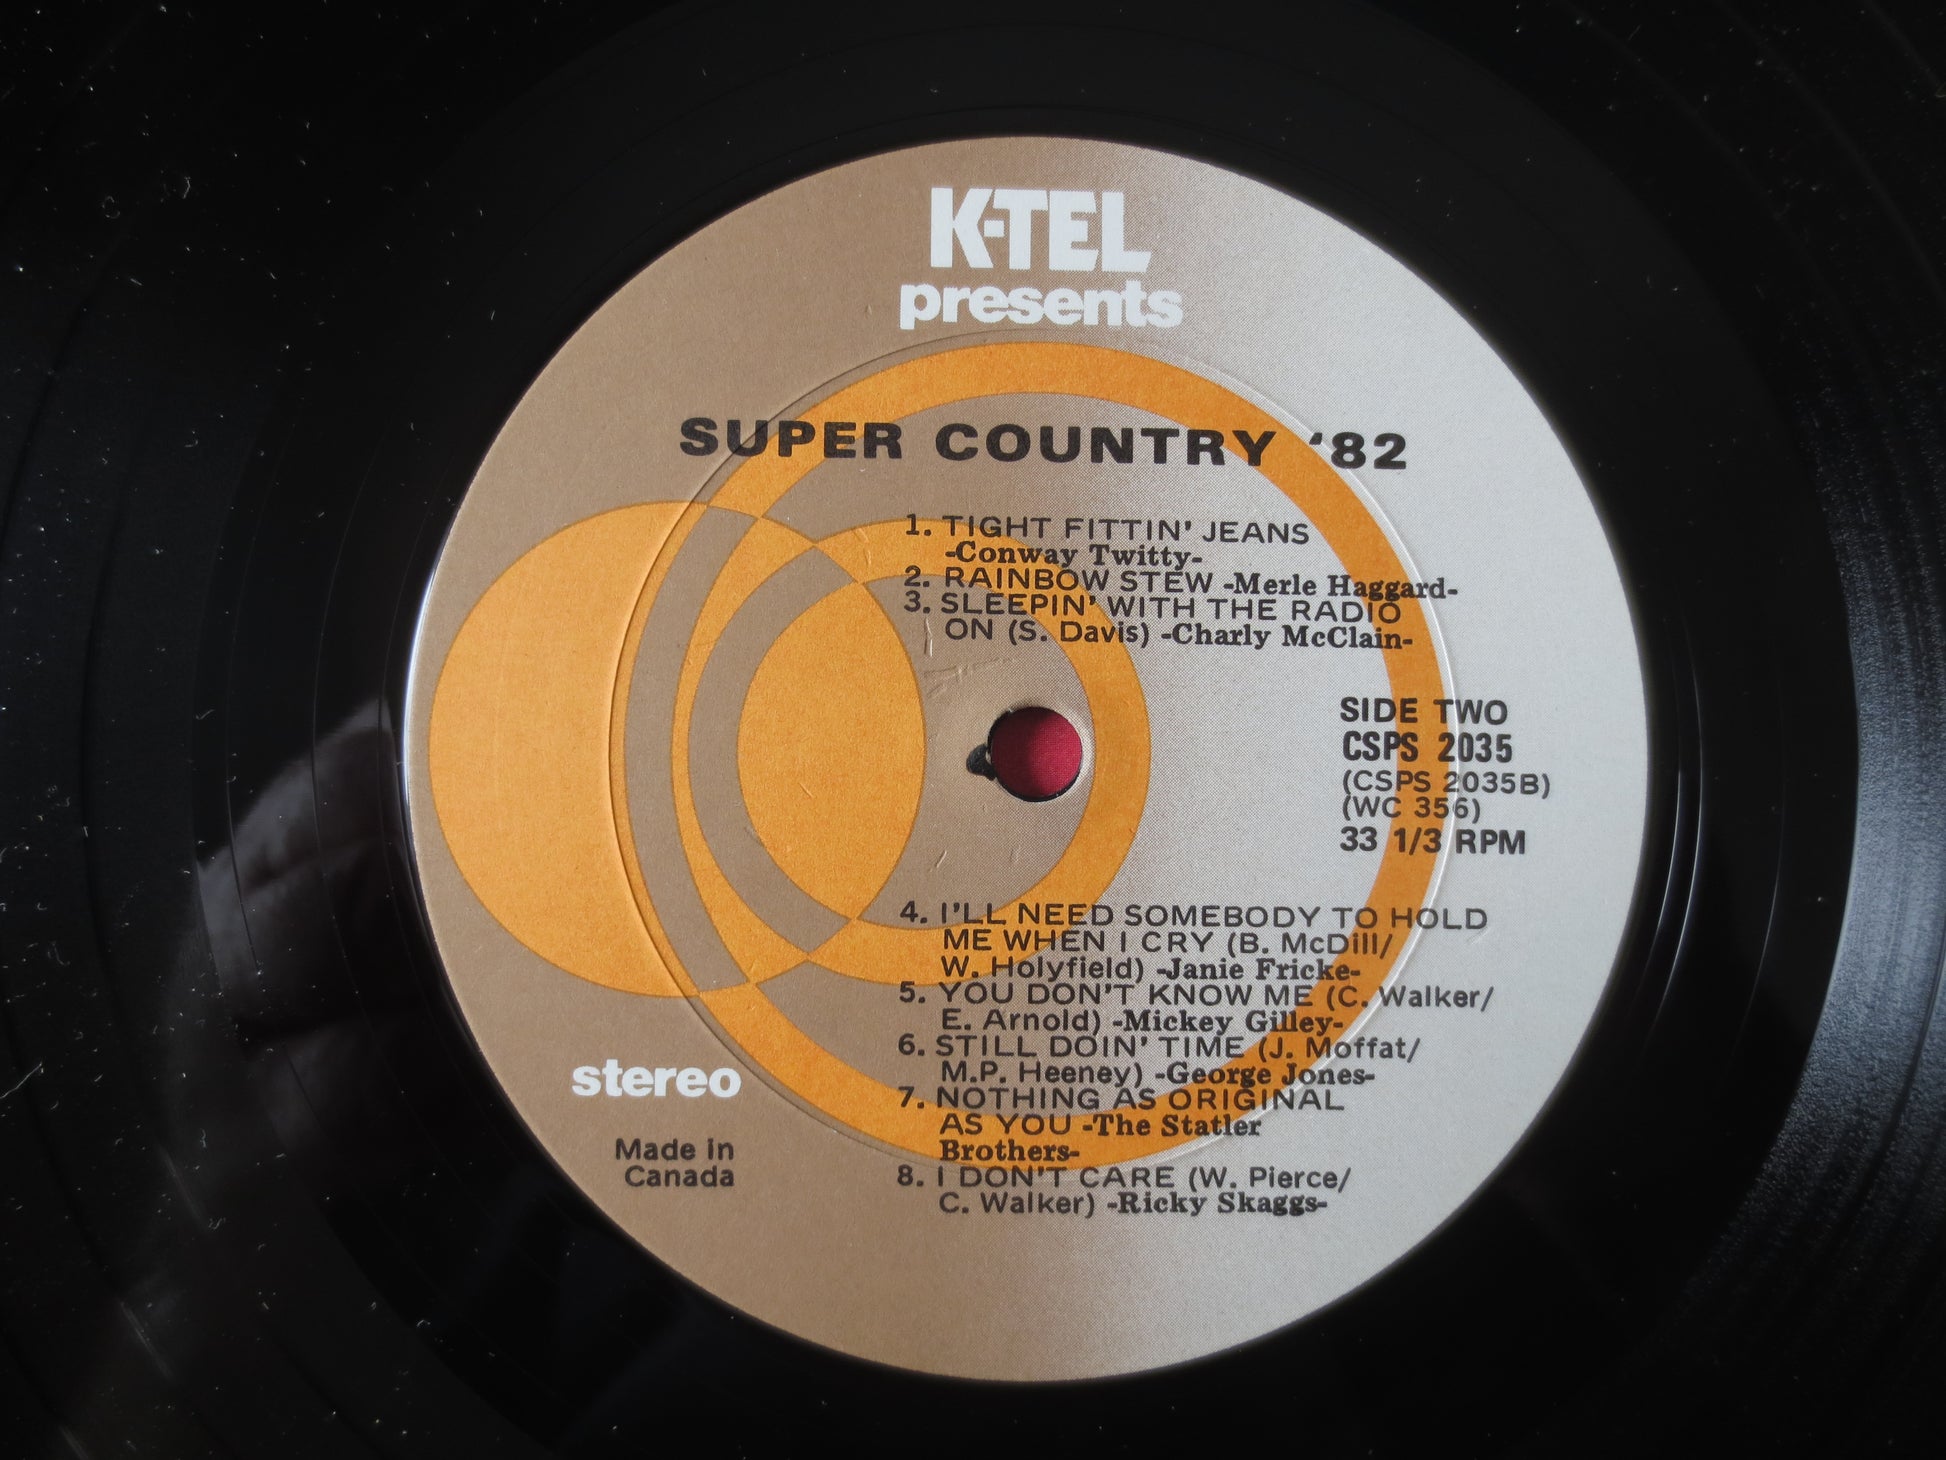 K-TEL
presents
SUPER COUNTRY '82
1. TIGHT FITTIN' JEANS
-Conway Twitty-
2. RAINBOW STEW -Merle Haggard-
3. SLEEPIN' WITH THE RADIO
ON (S. Davis) -Charly McClain-
SIDE TWO
CSPS 2035
(CSPS 2035B)
(WC 356)
33 1/3 RPM
4. I'LL NEED SOMEBODY TO HOLD
ME WHEN I CRY (B. McDill/
W. Holyfield) -Janie Fricke-
5. YOU DON'T KNOW ME (C. Walker/
E. Arnold) -Mickey Gilley-
6. STILL DOIN' TIME (J. Moffat/
M.P. Heeney) -George Jones-
7. NOTHING AS ORIGINAL
AS YOU -The Statler
Brothers-
8. I DON'T CARE (W. Pierce/
C. Walker) -Ricky Skaggs-
stereo
Made in
Canada